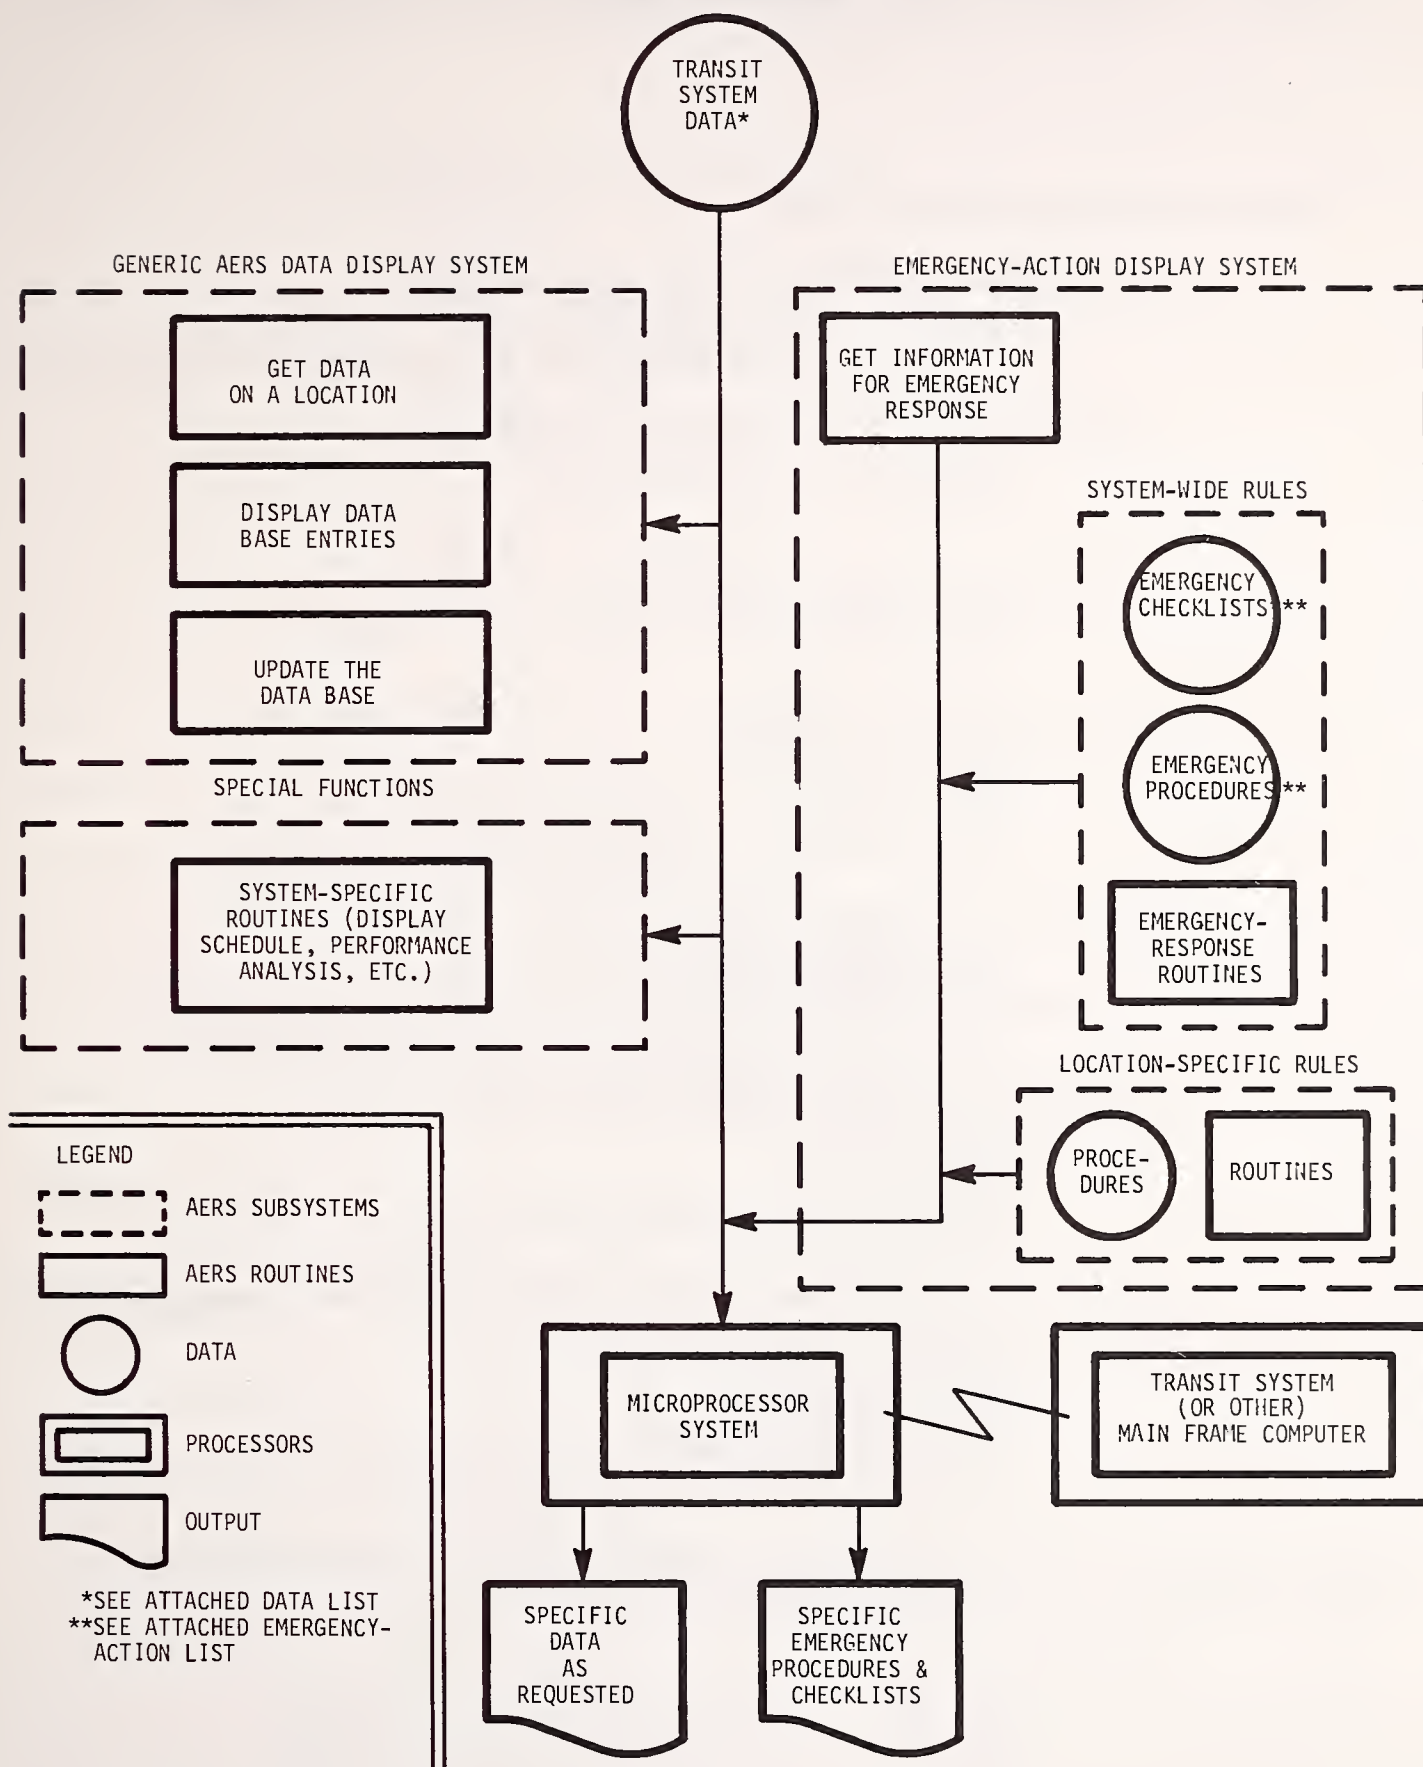 TRANSIT
SYSTEM
DATA*
GENERIC AERS DATA DISPLAY SYSTEM
GET DATA
ON A LOCATION
DISPLAY DATA
BASE ENTRIES
UPDATE THE
DATA BASE
SPECIAL FUNCTIONS
SYSTEM-SPECIFIC
ROUTINES (DISPLAY
SCHEDULE, PERFORMANCE
ANALYSIS, ETC.)
EMERGENCY-ACTION DISPLAY SYSTEM
GET INFORMATION
FOR EMERGENCY
RESPONSE
SYSTEM-WIDE RULES
EMERGENCY
CHECKLISTS**
EMERGENCY
PROCEDURES**
EMERGENCY-
RESPONSE
ROUTINES
LOCATION-SPECIFIC RULES
PROCE-
DURES
ROUTINES
LEGEND
AERS SUBSYSTEMS
AERS ROUTINES
DATA
PROCESSORS
OUTPUT
*SEE ATTACHED DATA LIST
**SEE ATTACHED EMERGENCY-
ACTION LIST
MICROPROCESSOR
SYSTEM
TRANSIT SYSTEM
(OR OTHER)
MAIN FRAME COMPUTER
SPECIFIC
DATA
AS
REQUESTED
SPECIFIC
EMERGENCY
PROCEDURES &
CHECKLISTS